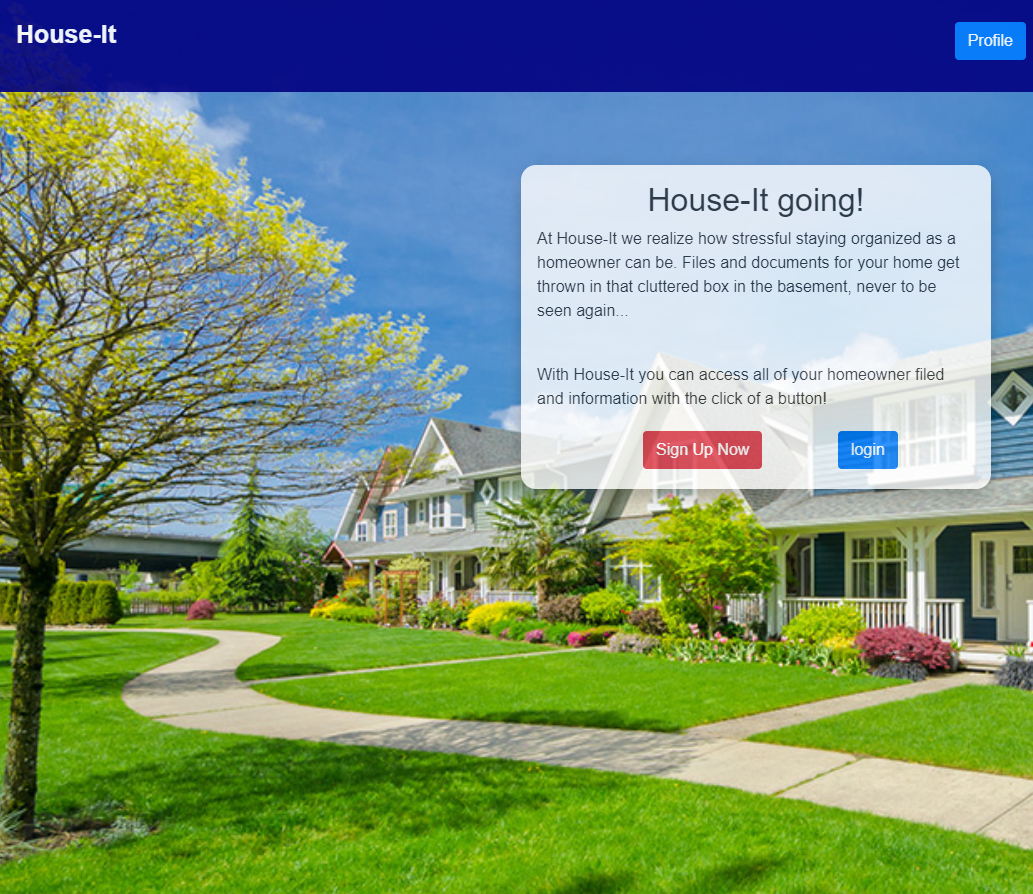 House-It
Profile
House-It going!
At House-It we realize how stressful staying organized as a
homeowner can be. Files and documents for your home get
thrown in that cluttered box in the basement, never to be
seen again...
With House-It you can access all of your homeowner filed
and information with the click of a button!
Sign Up Now
login